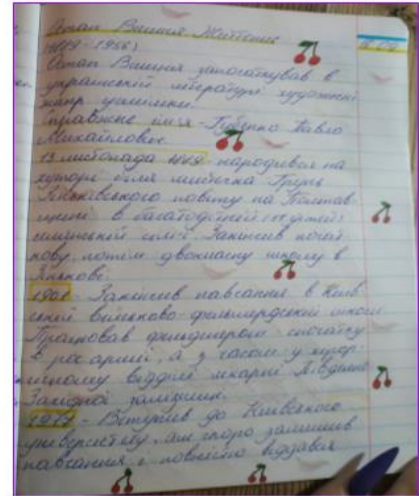 Остап Вишня Життєпис
(1889-1956)
Остап Вишня започаткував в
українській літературі художній
жанр усмішки.
Справжнє ім'я - Губенко Павло
Михайлович
13 листопада 1889 народився на
хуторі біля містечка Грунь
Зіньківського повіту на Полтав-
щині в багатодітній
селянській сім'ї. Закінчив почат
кову, потім двокласну школу в
Зінькові.
1907 - Закінчив навчання в Київ
ській військово-фельдшерській школі
Працював фельдшером спочатку
в рос армії, а з часом у хірур-
гічному відділі лікарні Південно
Західної залізниці.
1917 - Вступив до Київського
університету, але скоро залишив
навчання, і повністю віддався